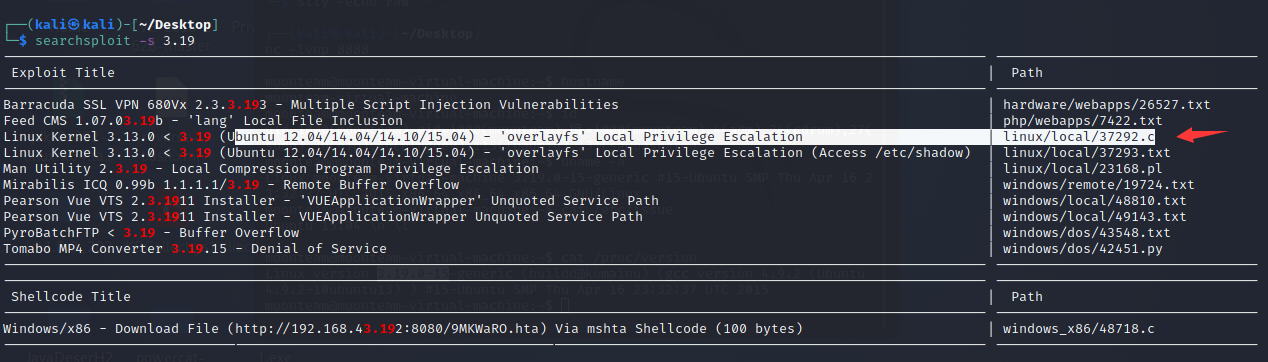 ┌──(kali㉿kali)-[~/Desktop]
└─$ searchsploit -s 3.19
Exploit Title | Path
Barracuda SSL VPN 680Vx 2.3.3.193 - Multiple Script Injection Vulnerabilities | hardware/webapps/26527.txt
Feed CMS 1.07.03.19b - 'lang' Local File Inclusion | php/webapps/7422.txt
Linux Kernel 3.13.0 < 3.19 (Ubuntu 12.04/14.04/14.10/15.04) - 'overlayfs' Local Privilege Escalation | linux/local/37292.c
Linux Kernel 3.13.0 < 3.19 (Ubuntu 12.04/14.04/14.10/15.04) - 'overlayfs' Local Privilege Escalation (Access /etc/shadow) | linux/local/37293.txt
Man Utility 2.3.19 - Local Compression Program Privilege Escalation | linux/local/23168.pl
Mirabilis ICQ 0.99b 1.1.1.1/3.19 - Remote Buffer Overflow | windows/remote/19724.txt
Pearson Vue VTS 2.3.1911 Installer - 'VUEApplicationWrapper' Unquoted Service Path | windows/local/48810.txt
Pearson Vue VTS 2.3.1911 Installer - VUEApplicationWrapper Unquoted Service Path | windows/local/49143.txt
PyroBatchFTP < 3.19 - Buffer Overflow | windows/dos/43548.txt
Tomabo MP4 Converter 3.19.15 - Denial of Service | windows/dos/42451.py
Shellcode Title | Path
Windows/x86 - Download File (http://192.168.43.192:8080/9MKWaRO.hta) Via mshta Shellcode (100 bytes) | windows_x86/48718.c